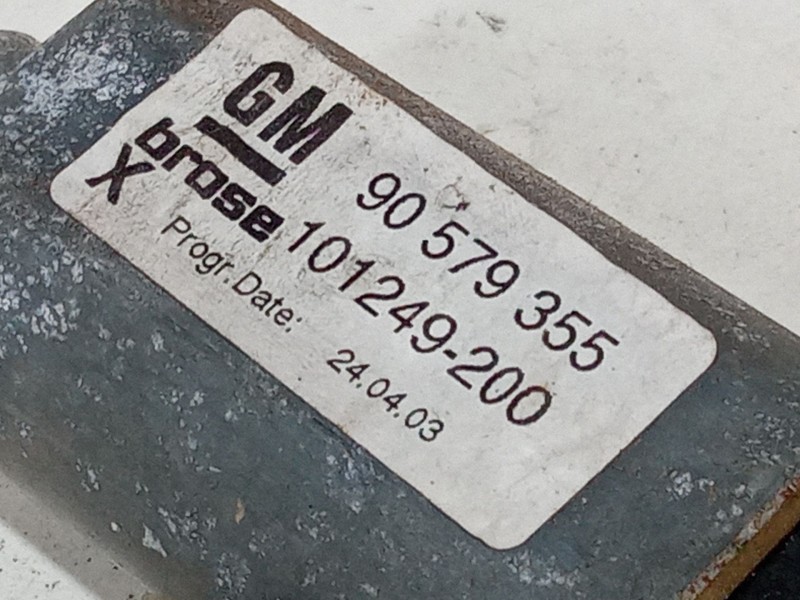 GM 90 579 355
brose 101249-200
X Progr. Date: 24.04.03